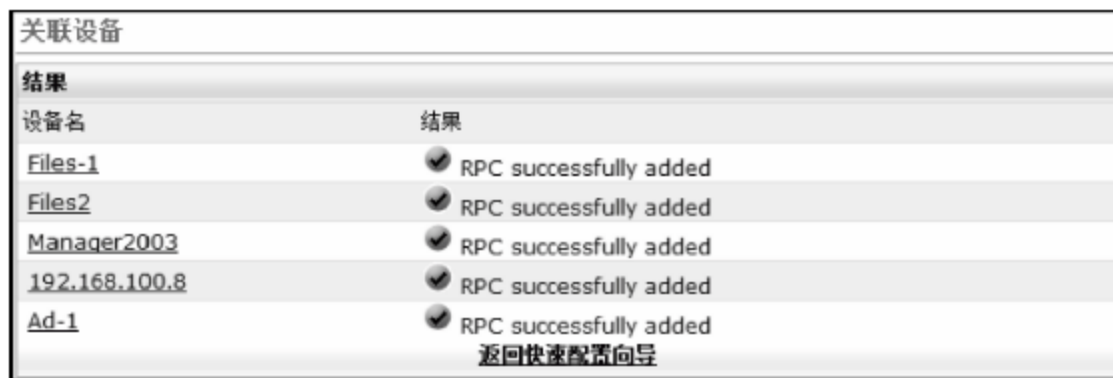 关联设备
结果
设备名 结果
Files-1 RPC successfully added
Files2 RPC successfully added
Manager2003 RPC successfully added
192.168.100.8 RPC successfully added
Ad-1 RPC successfully added
返回快速配置向导